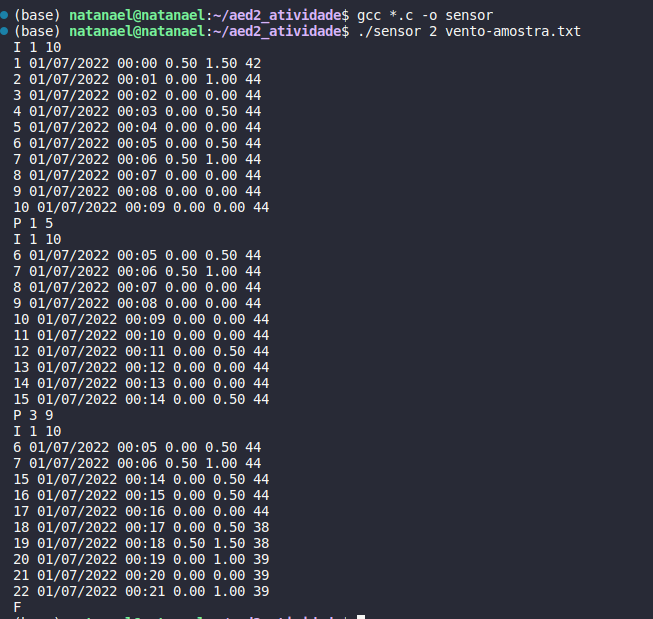 (base) natanael@natanael:~/aed2_atividade$ gcc *.c -o sensor
(base) natanael@natanael:~/aed2_atividade$ ./sensor 2 vento-amostra.txt
I 1 10
1 01/07/2022 00:00 0.50 1.50 42
2 01/07/2022 00:01 0.00 1.00 44
3 01/07/2022 00:02 0.00 0.00 44
4 01/07/2022 00:03 0.00 0.50 44
5 01/07/2022 00:04 0.00 0.00 44
6 01/07/2022 00:05 0.00 0.50 44
7 01/07/2022 00:06 0.50 1.00 44
8 01/07/2022 00:07 0.00 0.00 44
9 01/07/2022 00:08 0.00 0.00 44
10 01/07/2022 00:09 0.00 0.00 44
P 1 5
I 1 10
6 01/07/2022 00:05 0.00 0.50 44
7 01/07/2022 00:06 0.50 1.00 44
8 01/07/2022 00:07 0.00 0.00 44
9 01/07/2022 00:08 0.00 0.00 44
10 01/07/2022 00:09 0.00 0.00 44
11 01/07/2022 00:10 0.00 0.00 44
12 01/07/2022 00:11 0.00 0.50 44
13 01/07/2022 00:12 0.00 0.00 44
14 01/07/2022 00:13 0.00 0.00 44
15 01/07/2022 00:14 0.00 0.50 44
P 3 9
I 1 10
6 01/07/2022 00:05 0.00 0.50 44
7 01/07/2022 00:06 0.50 1.00 44
15 01/07/2022 00:14 0.00 0.50 44
16 01/07/2022 00:15 0.00 0.50 44
17 01/07/2022 00:16 0.00 0.00 44
18 01/07/2022 00:17 0.00 0.50 38
19 01/07/2022 00:18 0.50 1.50 38
20 01/07/2022 00:19 0.00 1.00 39
21 01/07/2022 00:20 0.00 0.00 39
22 01/07/2022 00:21 0.00 1.00 39
F
(base) natanael@natanael:~/aed2_atividade$